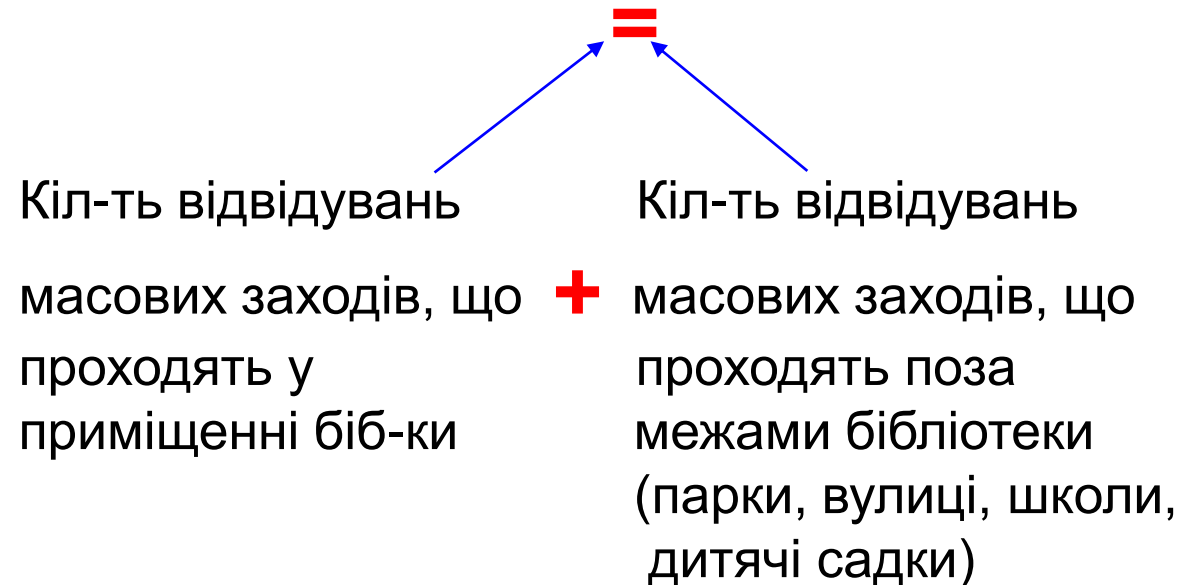 =
Кіл-ть відвідувань
масових заходів, що
проходять у
приміщенні біб-ки
+
Кіл-ть відвідувань
масових заходів, що
проходять поза
межами бібліотеки
(парки, вулиці, школи,
дитячі садки)